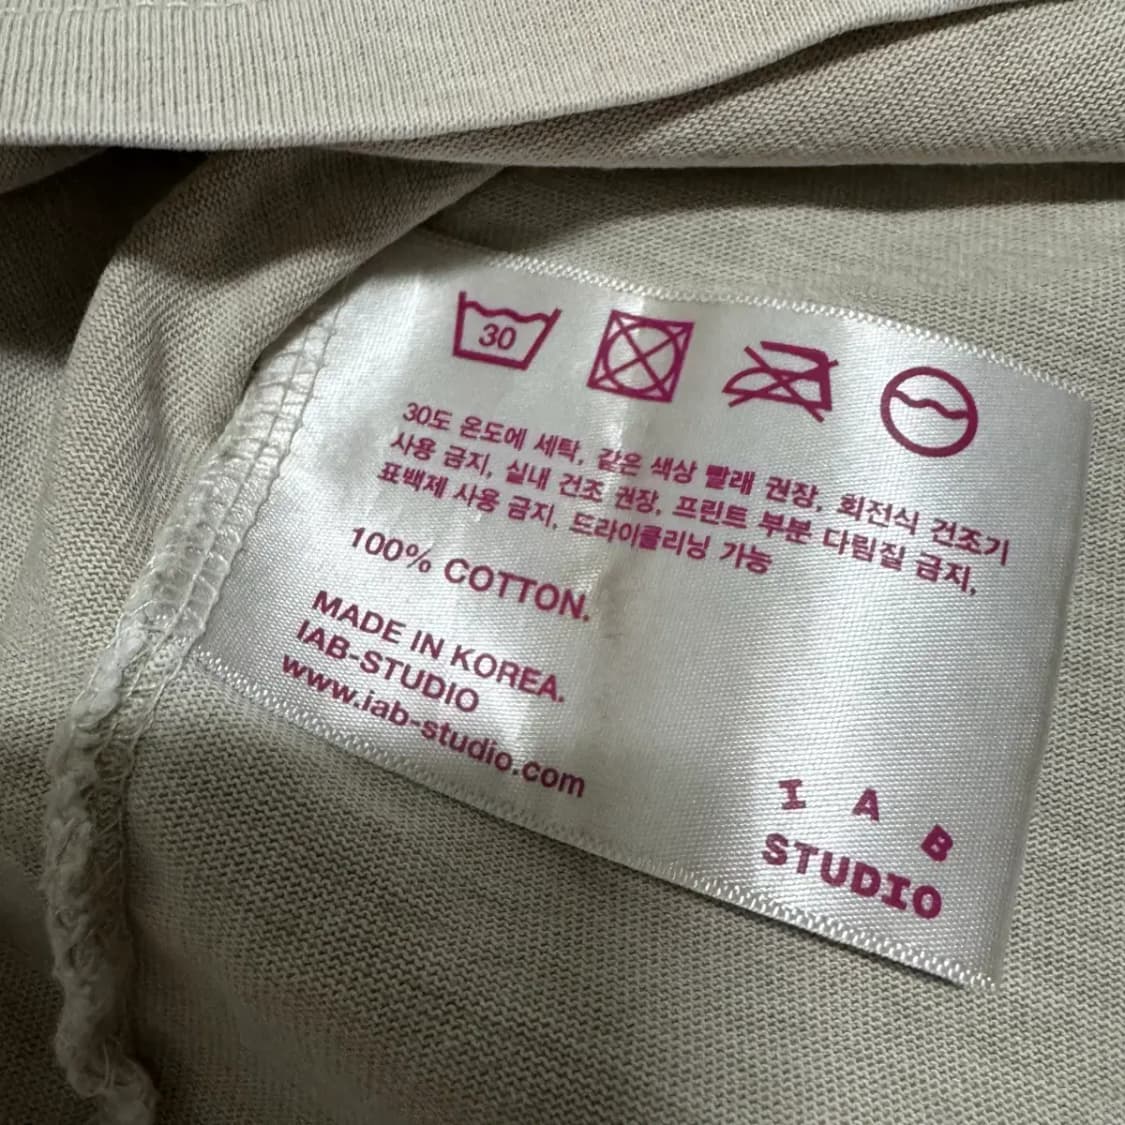 30
30도 온도에 세탁, 같은 색상 빨래 권장, 회전식 건조기
사용 금지, 실내 건조 권장, 프린트 부분 다림질 금지,
표백제 사용 금지, 드라이클리닝 가능
100% COTTON.
MADE IN KOREA.
IAB-STUDIO
www.iab-studio.com
I A B
STUDIO